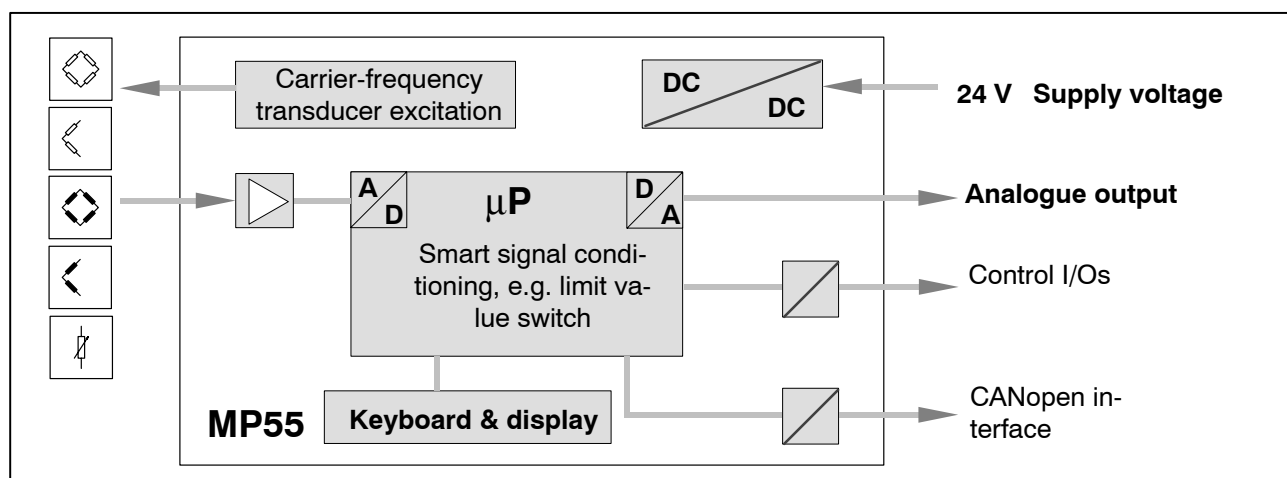 Carrier-frequency
transducer excitation
DC
DC
24 V Supply voltage
A
D
μP
D
A
Analogue output
Smart signal condi-
tioning, e.g. limit va-
lue switch
Control I/Os
MP55
Keyboard & display
CANopen in-
terface